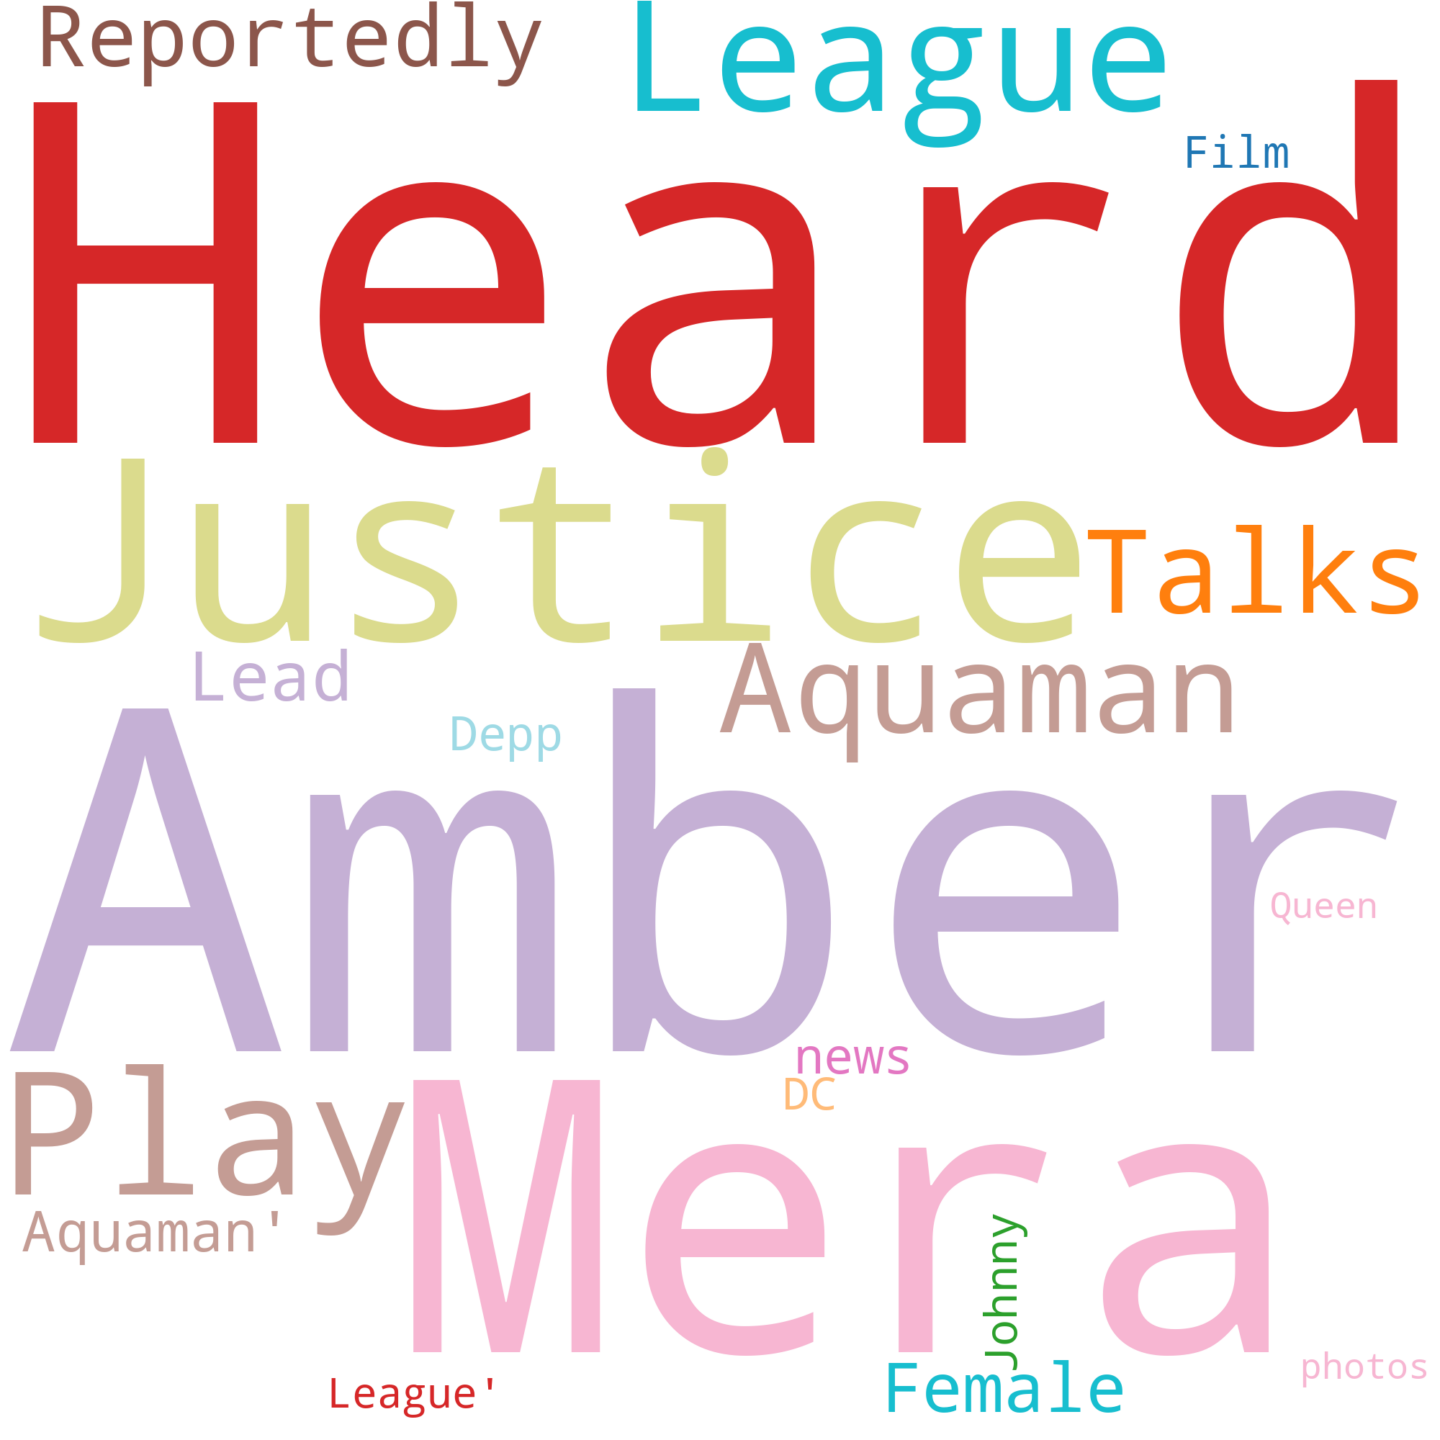 Reportedly
League
Film
Heard
Justice
Talks
Lead
Aquaman
Depp
Amber
Queen
news
DC
Play
Mera
Aquaman'
Johnny
photos
League'
Female